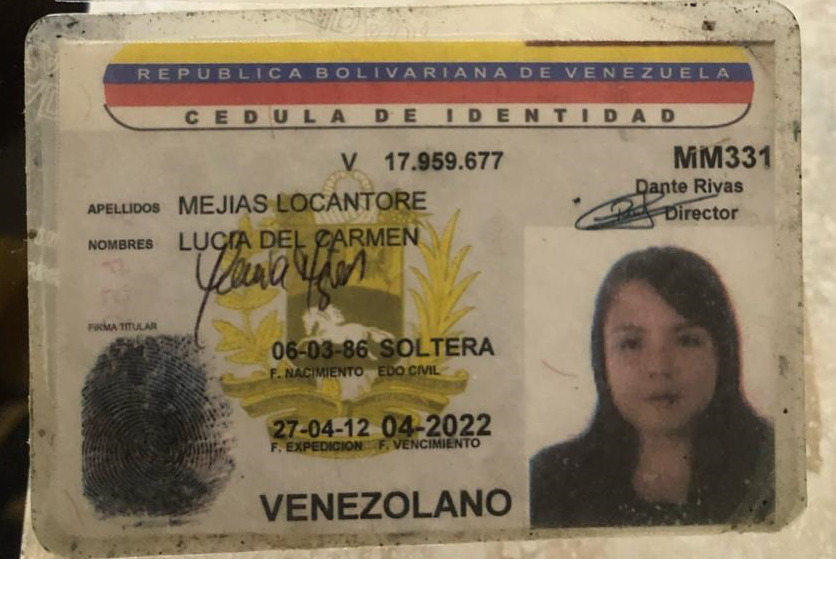 REPUBLICA BOLIVARIANA DE VENEZUELA
CEDULA DE IDENTIDAD
V 17.959.677
MM331
Dante Rivas
Director
APELLIDOS MEJIAS LOCANTORE
NOMBRES LUCIA DEL CARMEN
FIRMA TITULAR
06-03-86 SOLTERA
F. NACIMIENTO EDO CIVIL
27-04-12 04-2022
F. EXPEDICION F. VENCIMIENTO
VENEZOLANO